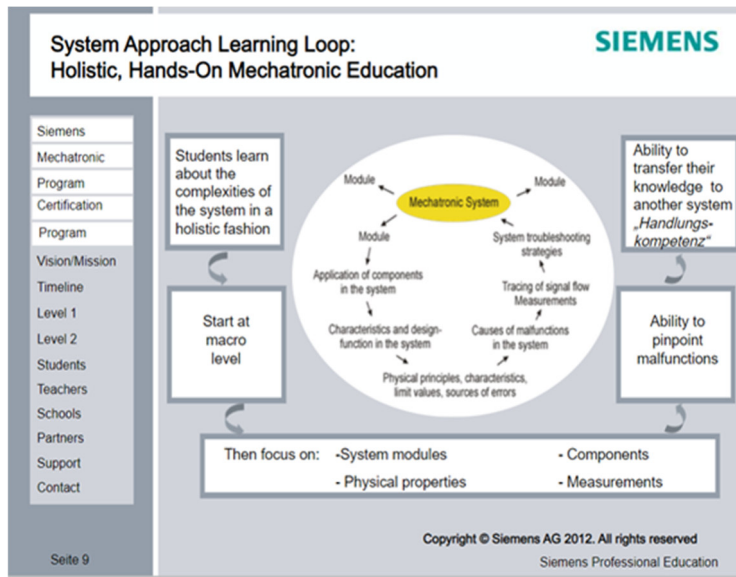 System Approach Learning Loop:
Holistic, Hands-On Mechatronic Education
SIEMENS
Siemens
Mechatronic
Program
Certification
Program
Vision/Mission
Timeline
Level 1
Level 2
Students
Teachers
Schools
Partners
Support
Contact
Seite 9
Students learn
about the
complexities of
the system in a
holistic fashion
Start at
macro
level
Module
Module
Mechatronic System
Module
Application of components
in the system
Characteristics and design-
function in the system
Physical principles, characteristics,
limit values, sources of errors
Causes of malfunctions
in the system
Tracing of signal flow
Measurements
System troubleshooting
strategies
Ability to
transfer their
knowledge to
another system
„Handlungs-
kompetenz“
Ability to
pinpoint
malfunctions
Then focus on: -System modules - Components
- Physical properties - Measurements
Copyright © Siemens AG 2012. All rights reserved
Siemens Professional Education